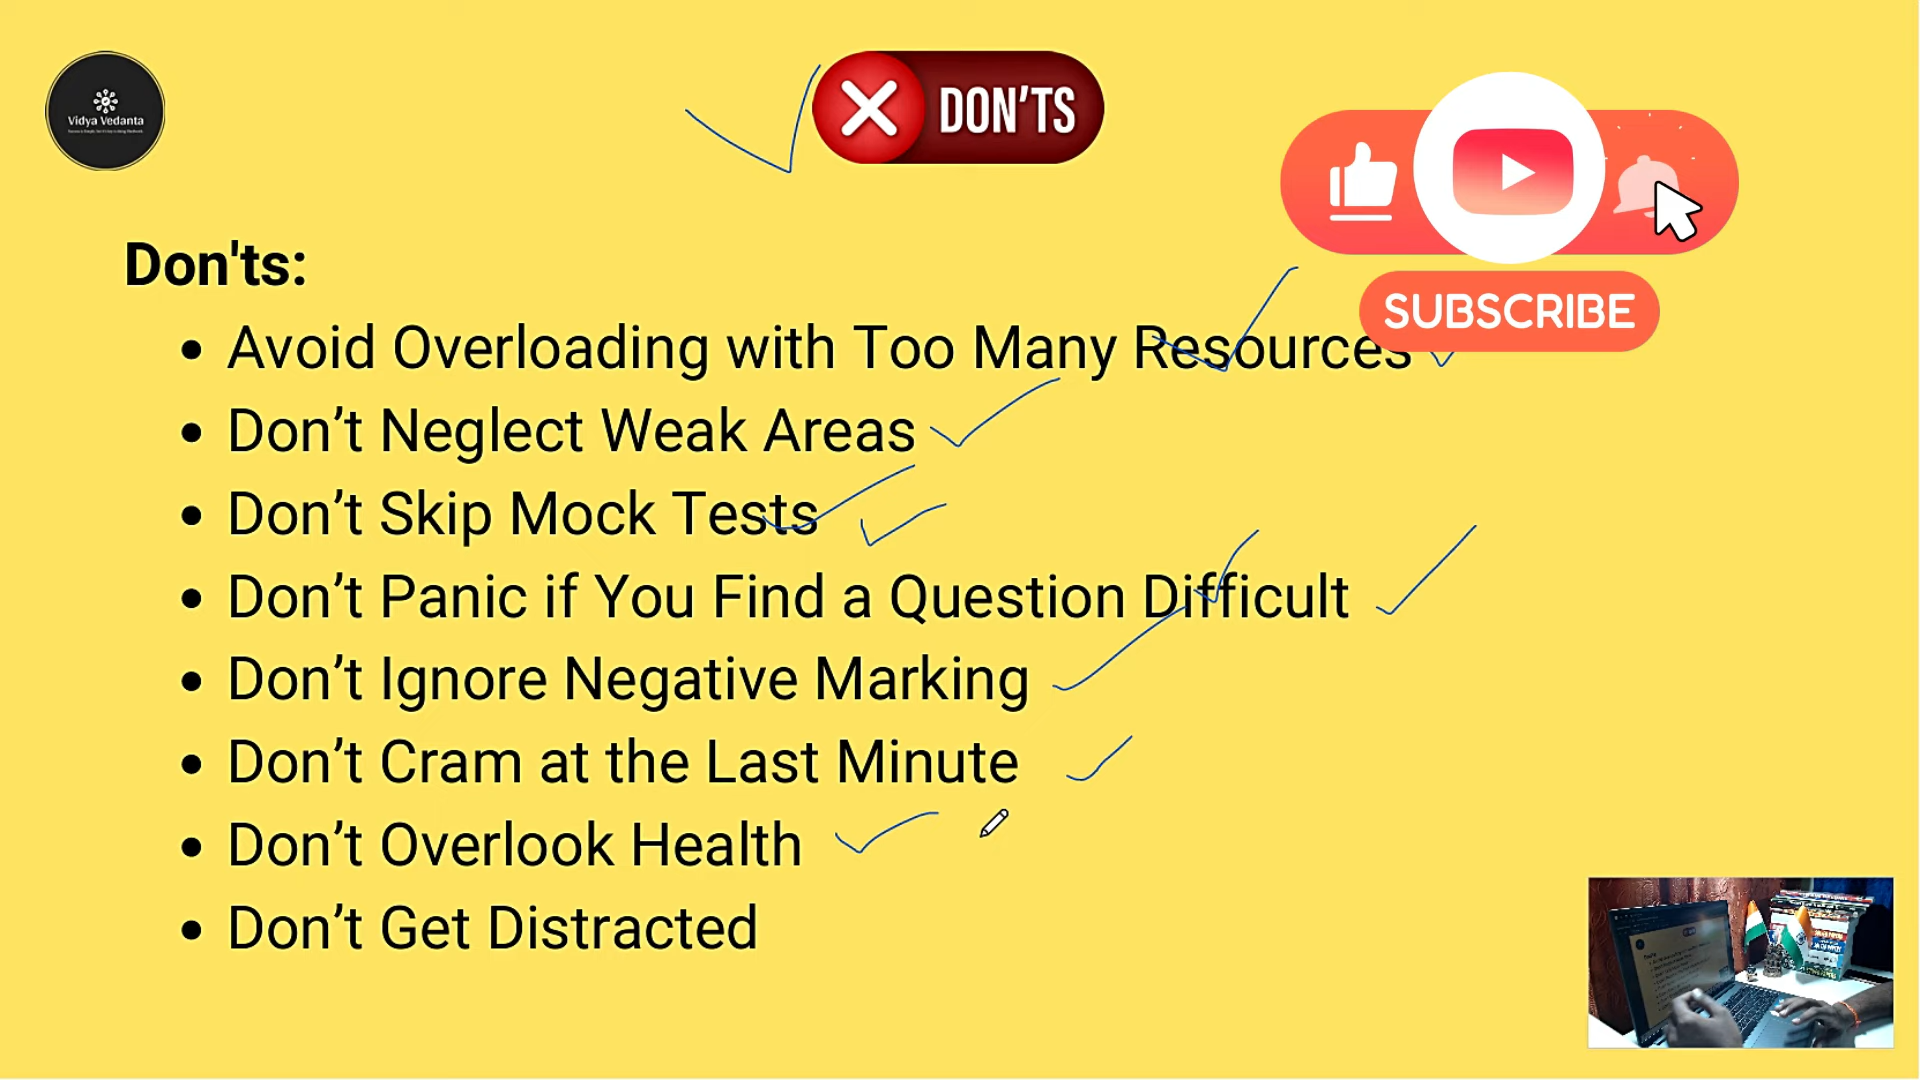 Vidya Vedanta
DON'TS
SUBSCRIBE
Don'ts:
Avoid Overloading with Too Many Resources
Don’t Neglect Weak Areas
Don’t Skip Mock Tests
Don’t Panic if You Find a Question Difficult
Don’t Ignore Negative Marking
Don’t Cram at the Last Minute
Don’t Overlook Health
Don’t Get Distracted